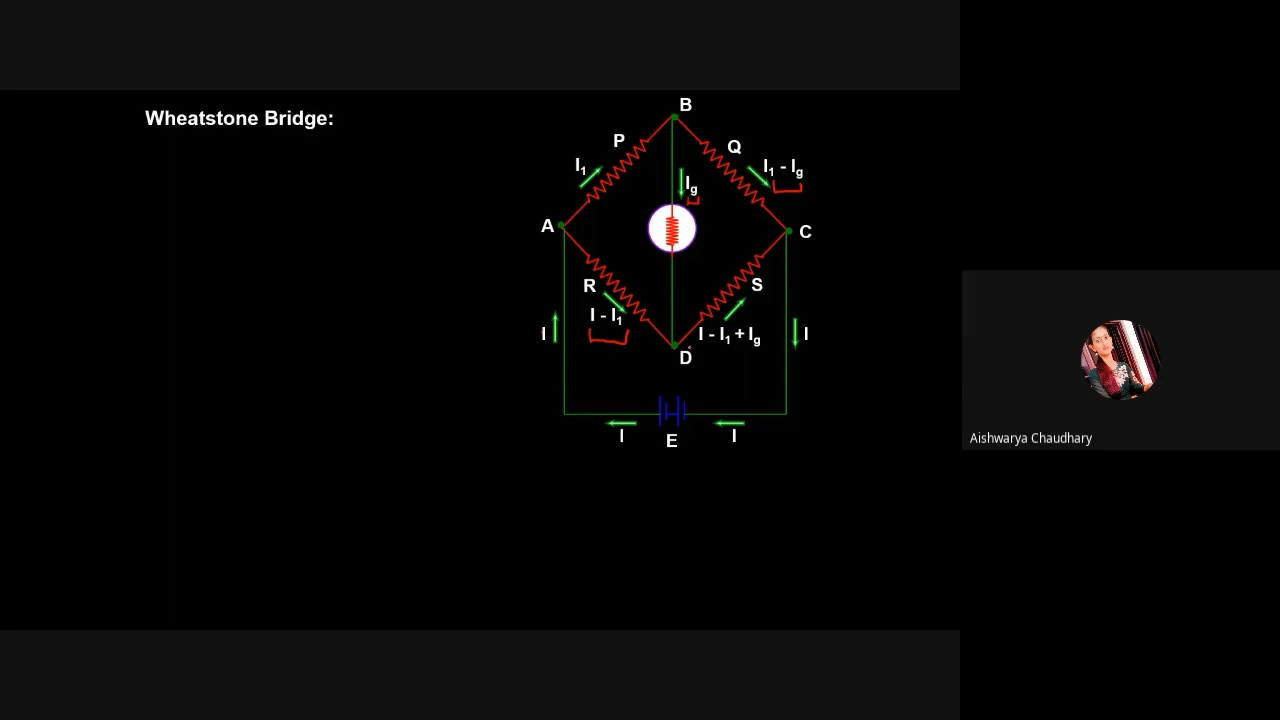 Wheatstone Bridge:
B
P
Q
I1
I1 - Ig
Ig
A
C
R
S
I - I1
I - I1 + Ig
I
I
D
I
I
E
Aishwarya Chaudhary